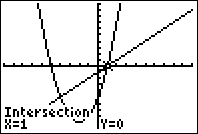 Intersection
X=1 Y=0